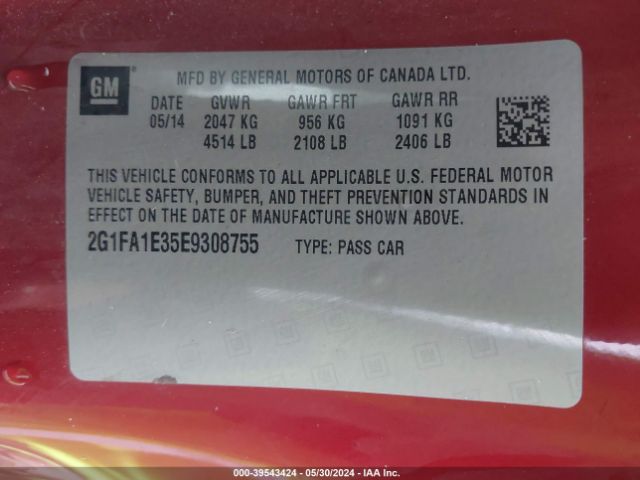 GM
MFD BY GENERAL MOTORS OF CANADA LTD.
DATE GVWR GAWR FRT GAWR RR
05/14 2047 KG 956 KG 1091 KG
4514 LB 2108 LB 2406 LB
THIS VEHICLE CONFORMS TO ALL APPLICABLE U.S. FEDERAL MOTOR
VEHICLE SAFETY, BUMPER, AND THEFT PREVENTION STANDARDS IN
EFFECT ON THE DATE OF MANUFACTURE SHOWN ABOVE.
2G1FA1E35E9308755 TYPE: PASS CAR
000-39543424 - 05/30/2024 - IAA Inc.